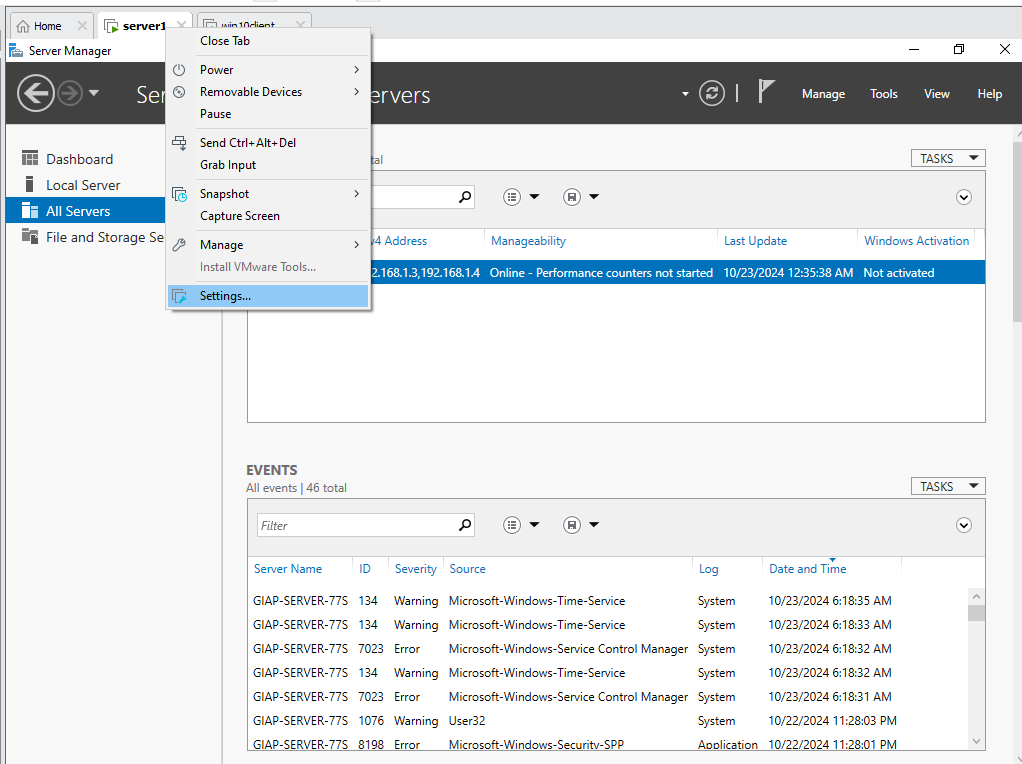 Home
server1
win10client
Server Manager
Close Tab
Power
Removable Devices
Pause
Send Ctrl+Alt+Del
Grab Input
Snapshot
Capture Screen
Manage
Install VMware Tools...
Settings...
Ser
ervers
Manage
Tools
View
Help
Dashboard
Local Server
All Servers
File and Storage Se
tal
TASKS
v4 Address
Manageability
Last Update
Windows Activation
2.168.1.3,192.168.1.4 Online - Performance counters not started 10/23/2024 12:35:38 AM Not activated
EVENTS
All events | 46 total
TASKS
Filter
Server Name ID Severity Source Log Date and Time
GIAP-SERVER-77S 134 Warning Microsoft-Windows-Time-Service System 10/23/2024 6:18:35 AM
GIAP-SERVER-77S 134 Warning Microsoft-Windows-Time-Service System 10/23/2024 6:18:33 AM
GIAP-SERVER-77S 7023 Error Microsoft-Windows-Service Control Manager System 10/23/2024 6:18:32 AM
GIAP-SERVER-77S 134 Warning Microsoft-Windows-Time-Service System 10/23/2024 6:18:32 AM
GIAP-SERVER-77S 7023 Error Microsoft-Windows-Service Control Manager System 10/23/2024 6:18:31 AM
GIAP-SERVER-77S 1076 Warning User32 System 10/22/2024 11:28:03 PM
GIAP-SERVER-77S 8198 Error Microsoft-Windows-Security-SPP Application 10/22/2024 11:28:01 PM